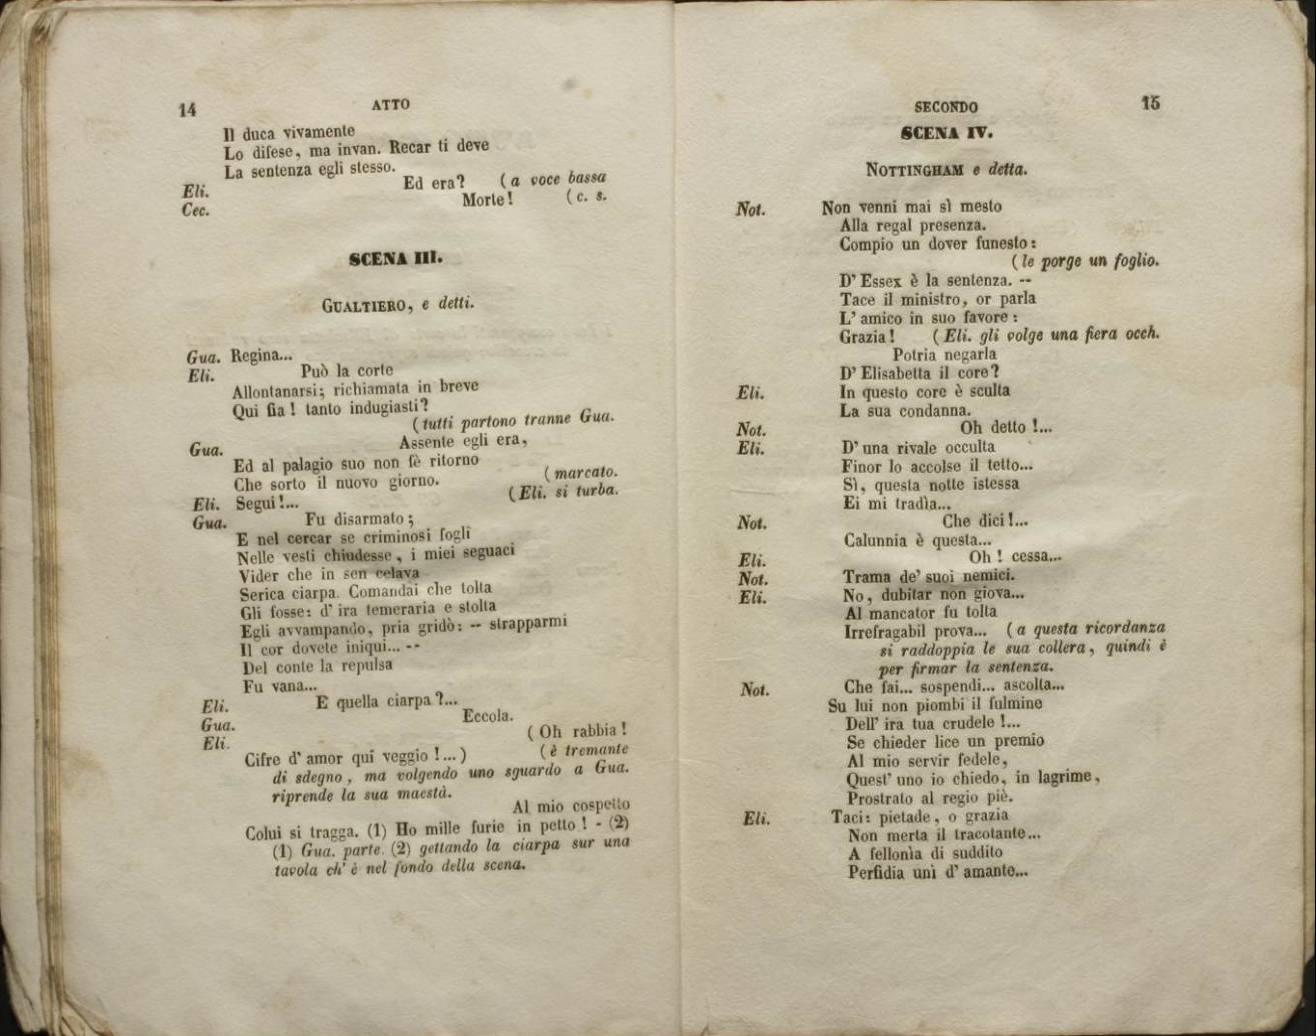 14
ATTO
Il duca vivamente
Lo difese, ma invan. Recar ti deve
La sentenza egli stesso.
Eli. Ed era? (a voce bassa
Cec. Morte! (c. s.
SCENA III.
GUALTIERO, e detti.
Gua. Regina...
Eli. Può la corte
Allontanarsi; richiamata in breve
Qui fia! tanto indugiasti?
(tutti partono tranne Gua.
Gua. Assente egli era,
Ed al palagio suo non fè ritorno
Che sorto il nuovo giorno. (marcato.
Eli. Segui!... (Eli. si turba.
Gua. Fu disarmato;
E nel cercar se criminosi fogli
Nelle vesti chiudesse, i miei seguaci
Vider che in sen celava
Serica ciarpa. Comandai che tolta
Gli fosse: d' ira temeraria e stolta
Egli avvampando, pria gridò: -- strapparmi
Il cor dovete iniqui... --
Del conte la repulsa
Fu vana...
Eli. E quella ciarpa?...
Gua. Eccola.
Eli. (Oh rabbia!
Cifre d' amor qui veggio!...) (è tremante
di sdegno, ma volgendo uno sguardo a Gua.
riprende la sua maestà.
Al mio cospetto
Colui si tragga. (1) Ho mille furie in petto! - (2)
(1) Gua. parte. (2) gettando la ciarpa sur una
tavola ch' è nel fondo della scena.
SECONDO
15
SCENA IV.
NOTTINGHAM e detta.
Not. Non venni mai sì mesto
Alla regal presenza.
Compio un dover funesto:
(le porge un foglio.
D' Essex è la sentenza. --
Tace il ministro, or parla
L' amico in suo favore:
Grazia! (Eli. gli volge una fiera occh.
Potria negarla
D' Elisabetta il core?
Eli. In questo core è sculta
La sua condanna.
Not. Oh detto!...
Eli. D' una rivale occulta
Finor lo accolse il tetto...
Sì, questa notte istessa
Ei mi tradìa...
Not. Che dici!...
Calunnia è questa...
Eli. Oh! cessa...
Not. Trama de' suoi nemici.
Eli. No, dubitar non giova...
Al mancator fu tolta
Irrefragabil prova... (a questa ricordanza
si raddoppia le sua collera, quindi è
per firmar la sentenza.
Not. Che fai... sospendi... ascolta...
Su lui non piombi il fulmine
Dell' ira tua crudele!...
Se chieder lice un premio
Al mio servir fedele,
Quest' uno io chiedo, in lagrime,
Prostrato al regio piè.
Eli. Taci: pietade, o grazia
Non merta il tracotante...
A fellonìa di suddito
Perfidia unì d' amante...